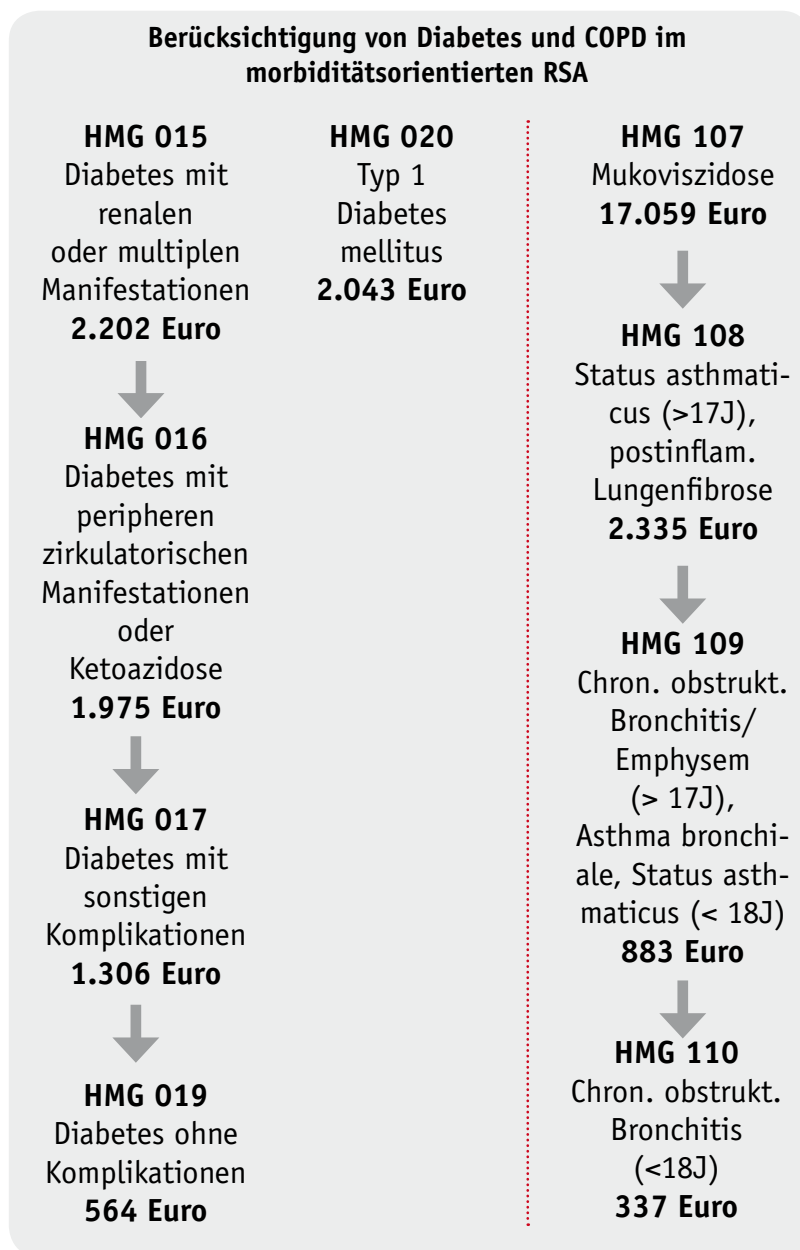 Berücksichtigung von Diabetes und COPD im
morbiditätsorientierten RSA
HMG 015
Diabetes mit
renalen
oder multiplen
Manifestationen
2.202 Euro
HMG 016
Diabetes mit
peripheren
zirkulatorischen
Manifestationen
oder
Ketoazidose
1.975 Euro
HMG 017
Diabetes mit
sonstigen
Komplikationen
1.306 Euro
HMG 019
Diabetes ohne
Komplikationen
564 Euro
HMG 020
Typ 1
Diabetes
mellitus
2.043 Euro
HMG 107
Mukoviszidose
17.059 Euro
HMG 108
Status asthmati-
cus (>17J),
postinflam.
Lungenfibrose
2.335 Euro
HMG 109
Chron. obstrukt.
Bronchitis/
Emphysem
(> 17J),
Asthma bronchi-
ale, Status asth-
maticus (< 18J)
883 Euro
HMG 110
Chron. obstrukt.
Bronchitis
(<18J)
337 Euro